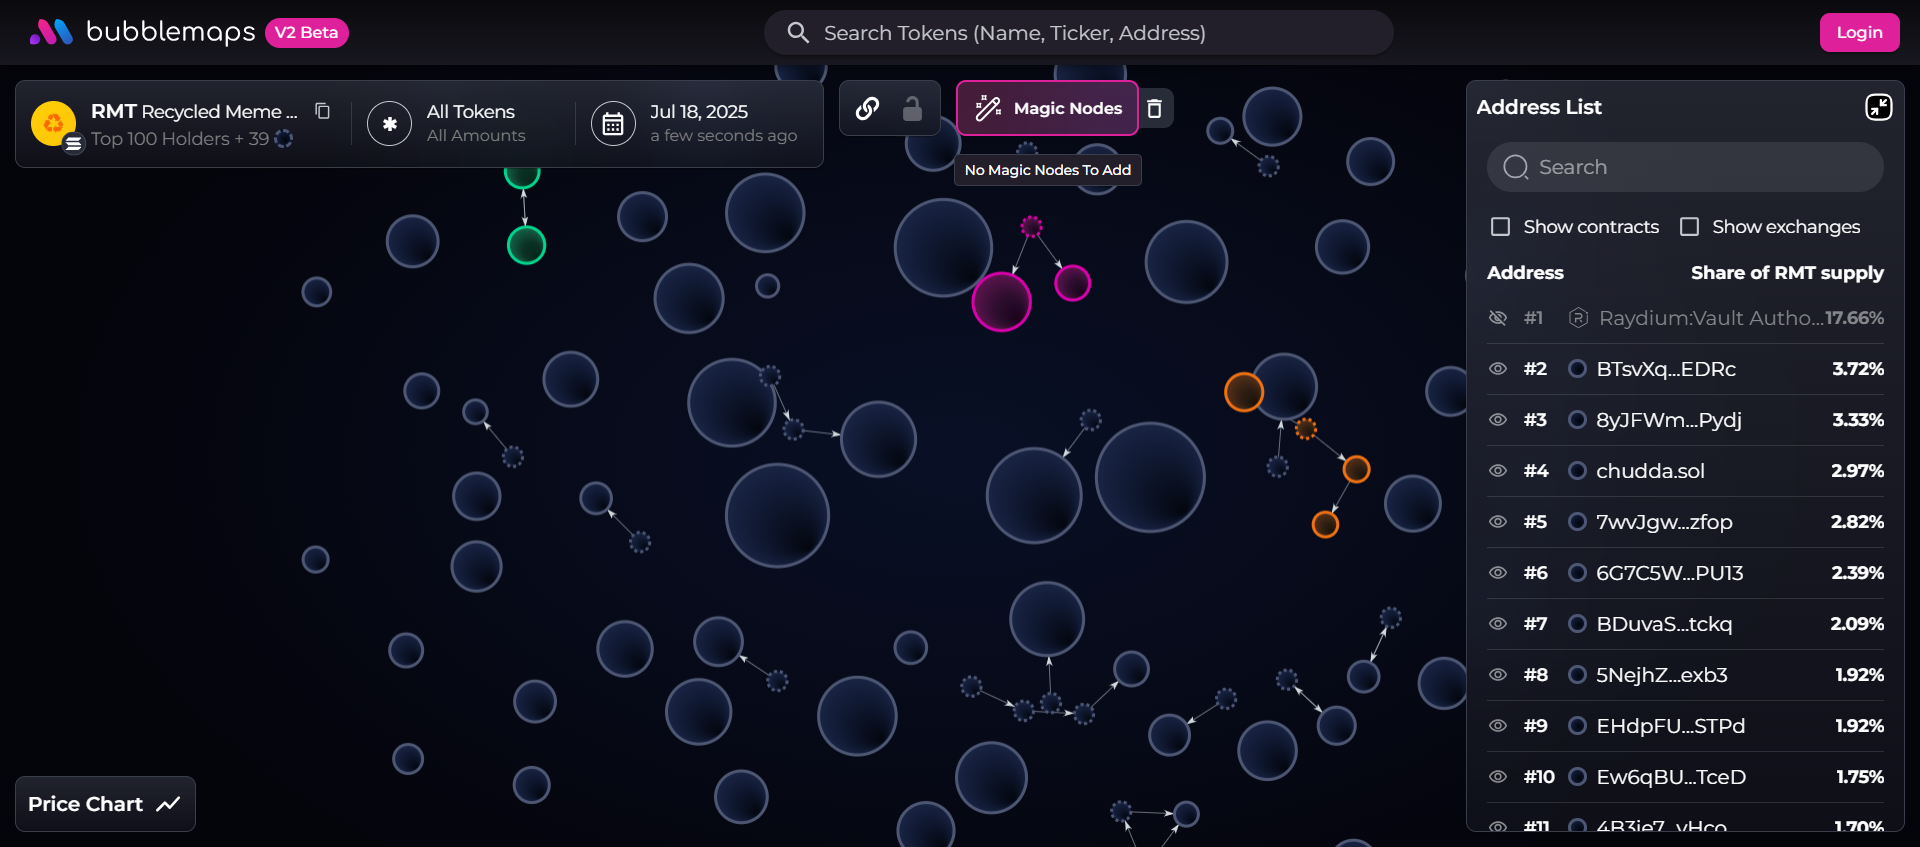 bubblemaps V2 Beta
Search Tokens (Name, Ticker, Address)
Login
RMT Recycled Meme ...
Top 100 Holders + 39
All Tokens
All Amounts
Jul 18, 2025
a few seconds ago
Magic Nodes
No Magic Nodes To Add
Address List
Search
Show contracts Show exchanges
Address Share of RMT supply
#1 Raydium:Vault Autho... 17.66%
#2 BTsvXq...EDRc 3.72%
#3 8yJFWm...Pydj 3.33%
#4 chudda.sol 2.97%
#5 7wvJgw...zfop 2.82%
#6 6G7C5W...PU13 2.39%
#7 BDuvaS...tckq 2.09%
#8 5NejhZ...exb3 1.92%
#9 EHdpFU...STPd 1.92%
#10 Ew6qBU...TceD 1.75%
#11 1.70%
Price Chart